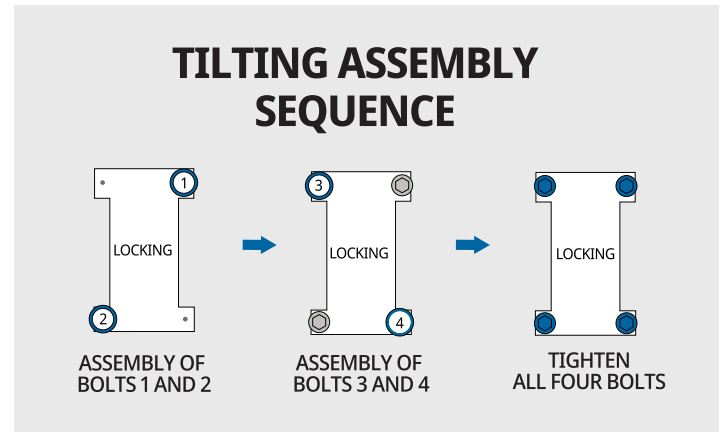 TILTING ASSEMBLY
SEQUENCE
1
LOCKING
2
ASSEMBLY OF
BOLTS 1 AND 2
3
LOCKING
4
ASSEMBLY OF
BOLTS 3 AND 4
LOCKING
TIGHTEN
ALL FOUR BOLTS